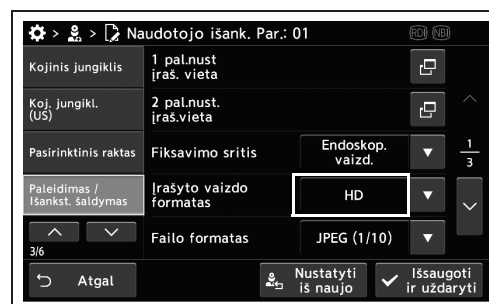 > > Naudotojo išank. Par.: 01 RDI NBI
Kojinis jungiklis
1 pal.nust
įraš. vieta
Koj. jungikl.
(US)
2 pal.nust.
įraš.vieta
Pasirinktinis raktas
Fiksavimo sritis
Endoskop.
vaizd.
1
3
Paleidimas /
Išankst. šaldymas
Įrašyto vaizdo
formatas
HD
3/6
Failo formatas
JPEG (1/10)
Atgal
Nustatyti
iš naujo
Išsaugoti
ir uždaryti